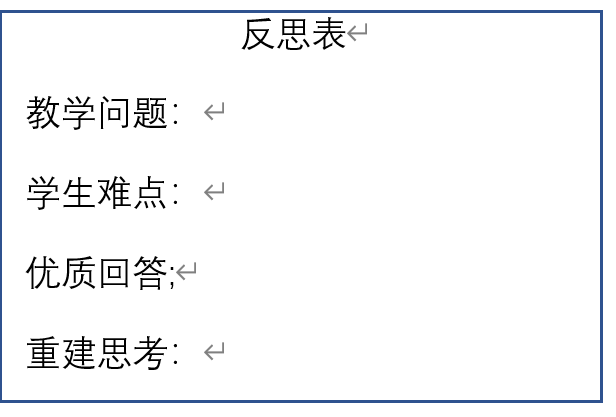 反思表
教学问题：
学生难点：
优质回答;
重建思考：